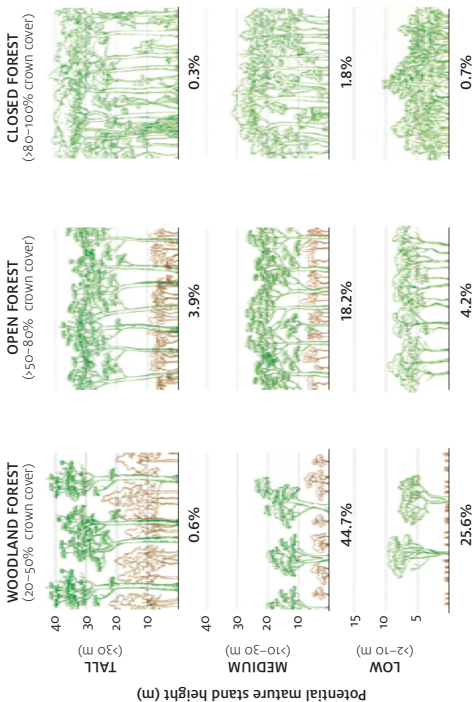 WOODLAND FOREST
(20–50% crown cover)
OPEN FOREST
(>50–80% crown cover)
CLOSED FOREST
(>80–100% crown cover)
Potential mature stand height (m)
TALL
(>30 m)
40
30
20
10
0.6%
3.9%
0.3%
MEDIUM
(>10–30 m)
40
30
20
10
44.7%
18.2%
1.8%
LOW
(>2–10 m)
15
10
5
25.6%
4.2%
0.7%